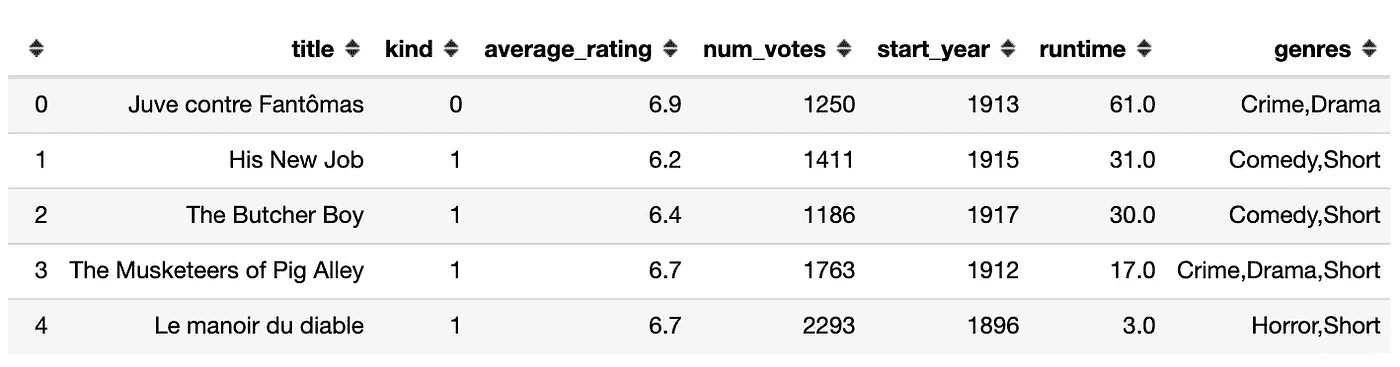 title kind average_rating num_votes start_year runtime genres
0 Juve contre Fantômas 0 6.9 1250 1913 61.0 Crime,Drama
1 His New Job 1 6.2 1411 1915 31.0 Comedy,Short
2 The Butcher Boy 1 6.4 1186 1917 30.0 Comedy,Short
3 The Musketeers of Pig Alley 1 6.7 1763 1912 17.0 Crime,Drama,Short
4 Le manoir du diable 1 6.7 2293 1896 3.0 Horror,Short